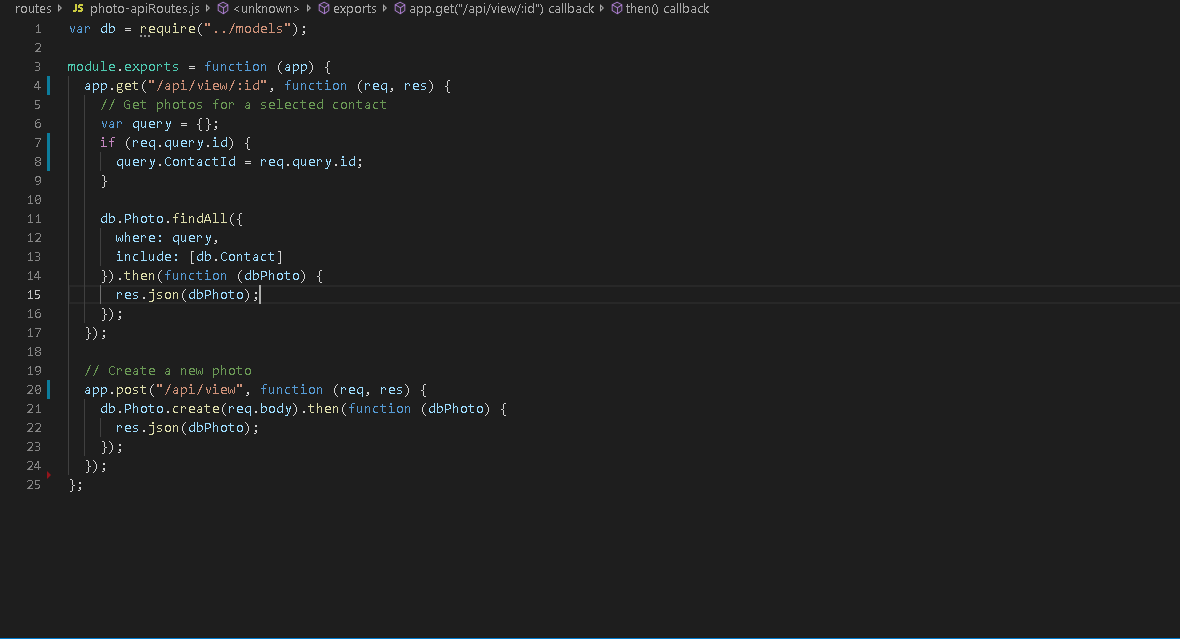 routes photo-apiRoutes.js <unknown> exports app.get("/api/view/:id") callback then() callback
1 var db = require("../models");
2
3 module.exports = function (app) {
4 app.get("/api/view/:id", function (req, res) {
5 // Get photos for a selected contact
6 var query = {};
7 if (req.query.id) {
8 query.ContactId = req.query.id;
9 }
10
11 db.Photo.findAll({
12 where: query,
13 include: [db.Contact]
14 }).then(function (dbPhoto) {
15 res.json(dbPhoto);
16 });
17 });
18
19 // Create a new photo
20 app.post("/api/view", function (req, res) {
21 db.Photo.create(req.body).then(function (dbPhoto) {
22 res.json(dbPhoto);
23 });
24 });
25 };